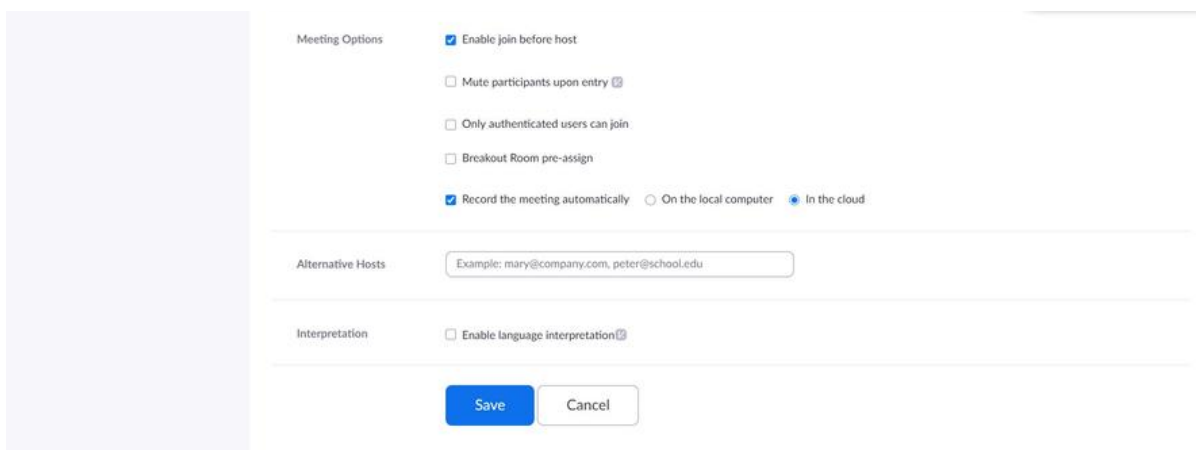 Meeting Options
Enable join before host
Mute participants upon entry
Only authenticated users can join
Breakout Room pre-assign
Record the meeting automatically On the local computer In the cloud
Alternative Hosts
Example: mary@company.com, peter@school.edu
Interpretation
Enable language interpretation
Save Cancel